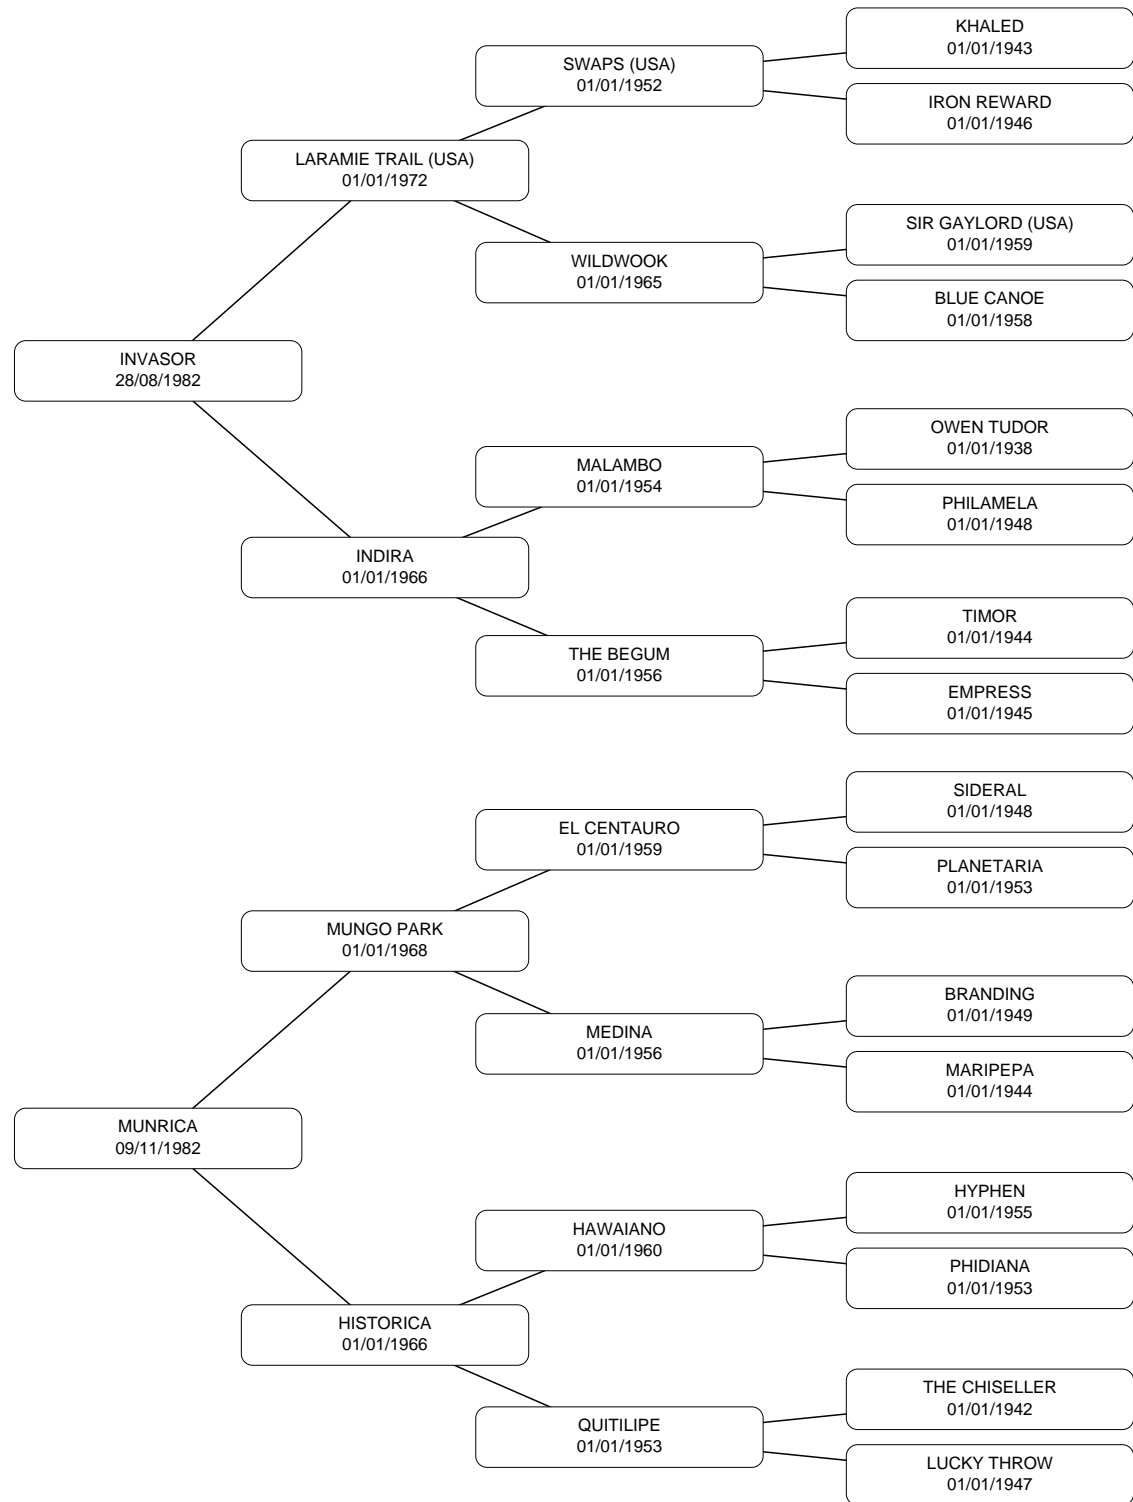 KHALED
01/01/1943
SWAPS (USA)
01/01/1952
IRON REWARD
01/01/1946
LARAMIE TRAIL (USA)
01/01/1972
SIR GAYLORD (USA)
01/01/1959
WILDWOOK
01/01/1965
BLUE CANOE
01/01/1958
INVASOR
28/08/1982
OWEN TUDOR
01/01/1938
MALAMBO
01/01/1954
PHILAMELA
01/01/1948
INDIRA
01/01/1966
TIMOR
01/01/1944
THE BEGUM
01/01/1956
EMPRESS
01/01/1945
SIDERAL
01/01/1948
EL CENTAURO
01/01/1959
PLANETARIA
01/01/1953
MUNGO PARK
01/01/1968
BRANDING
01/01/1949
MEDINA
01/01/1956
MARIPEPA
01/01/1944
MUNRICA
09/11/1982
HYPHEN
01/01/1955
HAWAIANO
01/01/1960
PHIDIANA
01/01/1953
HISTORICA
01/01/1966
THE CHISELLER
01/01/1942
QUITILIPE
01/01/1953
LUCKY THROW
01/01/1947